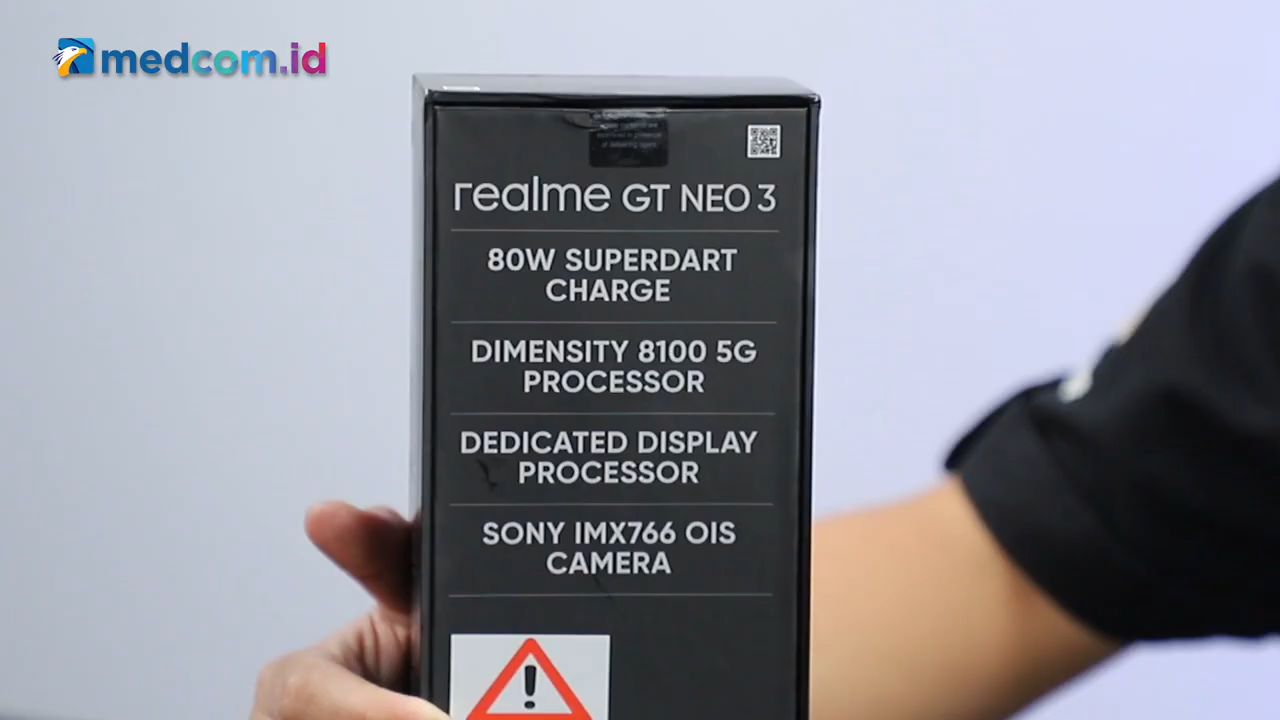 medcom.id
realme GT NEO 3
80W SUPERDART
CHARGE
DIMENSITY 8100 5G
PROCESSOR
DEDICATED DISPLAY
PROCESSOR
SONY IMX766 OIS
CAMERA
!